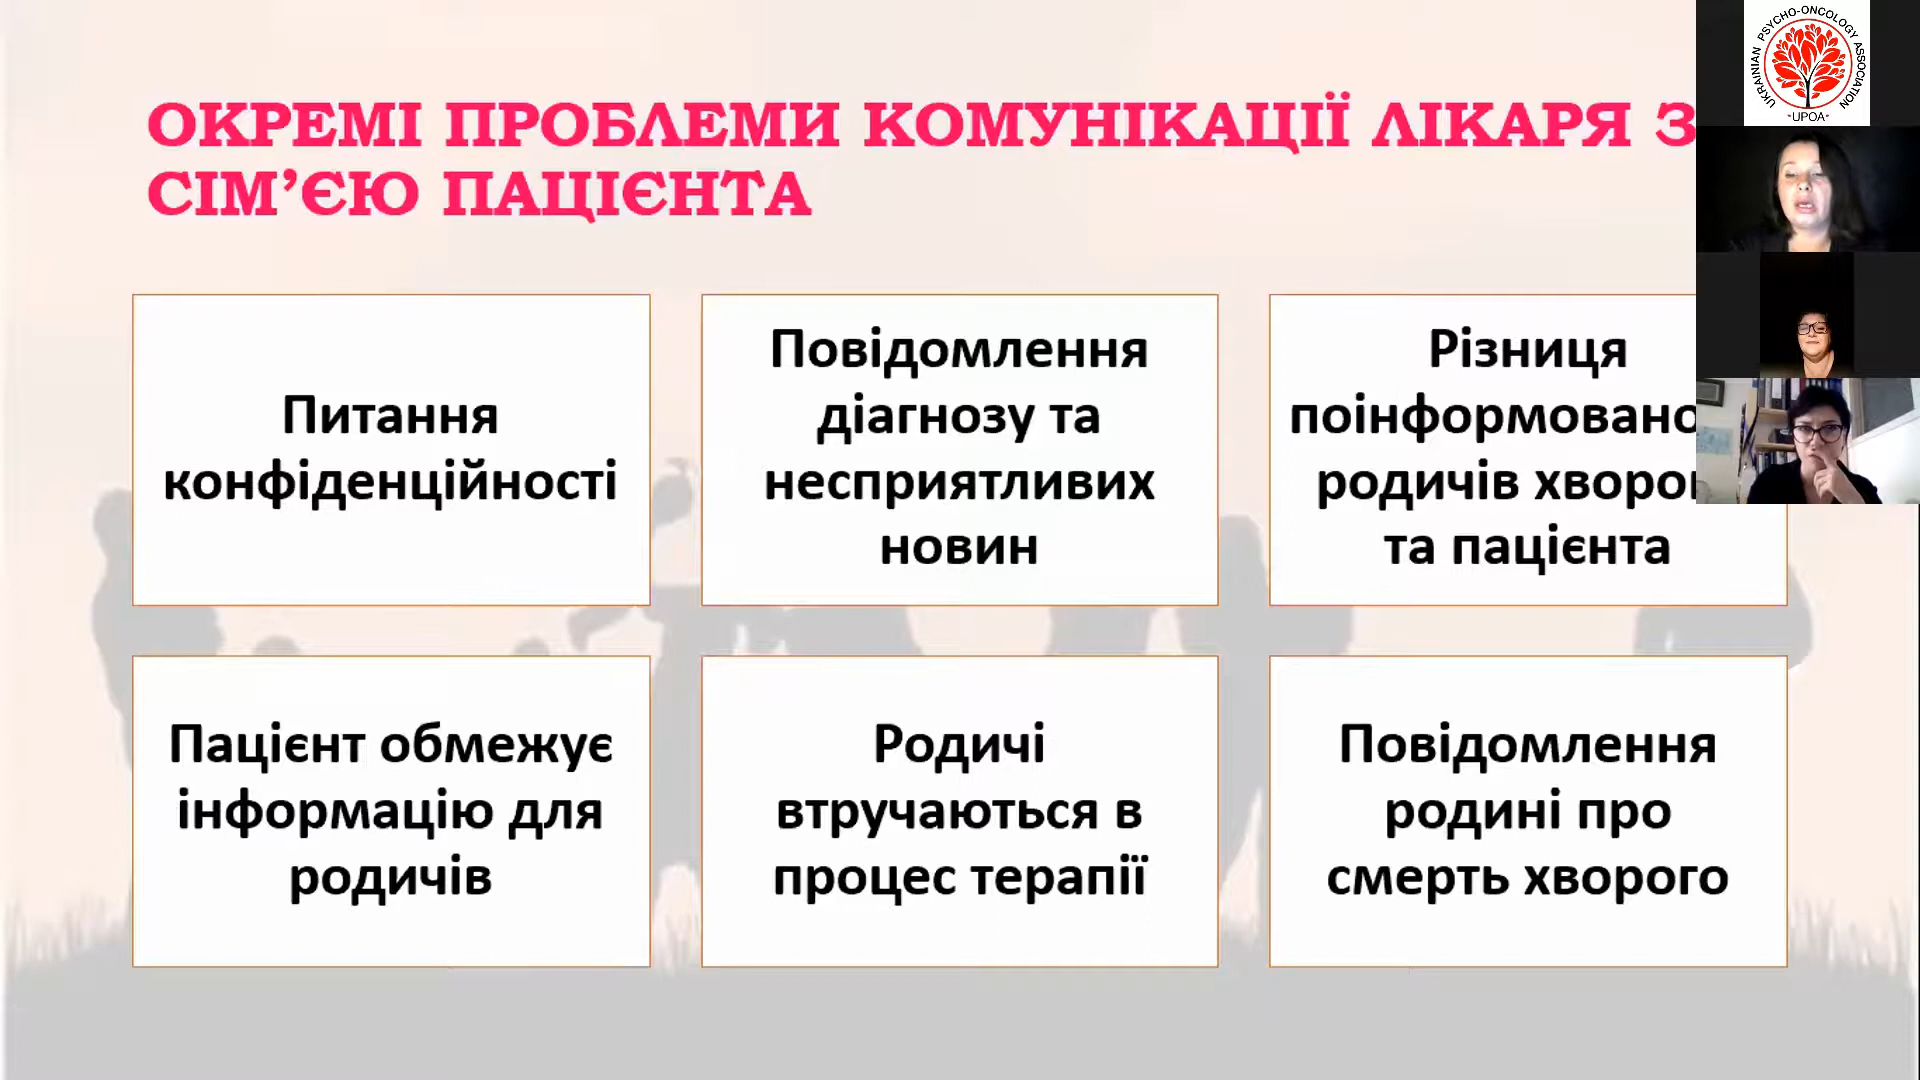 ОКРЕМІ ПРОБЛЕМИ КОМУНІКАЦІЇ ЛІКАРЯ З
СІМ’ЄЮ ПАЦІЄНТА
Питання
конфіденційності
Повідомлення
діагнозу та
несприятливих
новин
Різниця
родичів
та пацієнта
Пацієнт обмежує
інформацію для
родичів
Родичі
втручаються в
процес терапії
Повідомлення
родині про
смерть хворого
UKRAINIAN PSYCHO-ONCOLOGY ASSOCIATION
•UPOA•